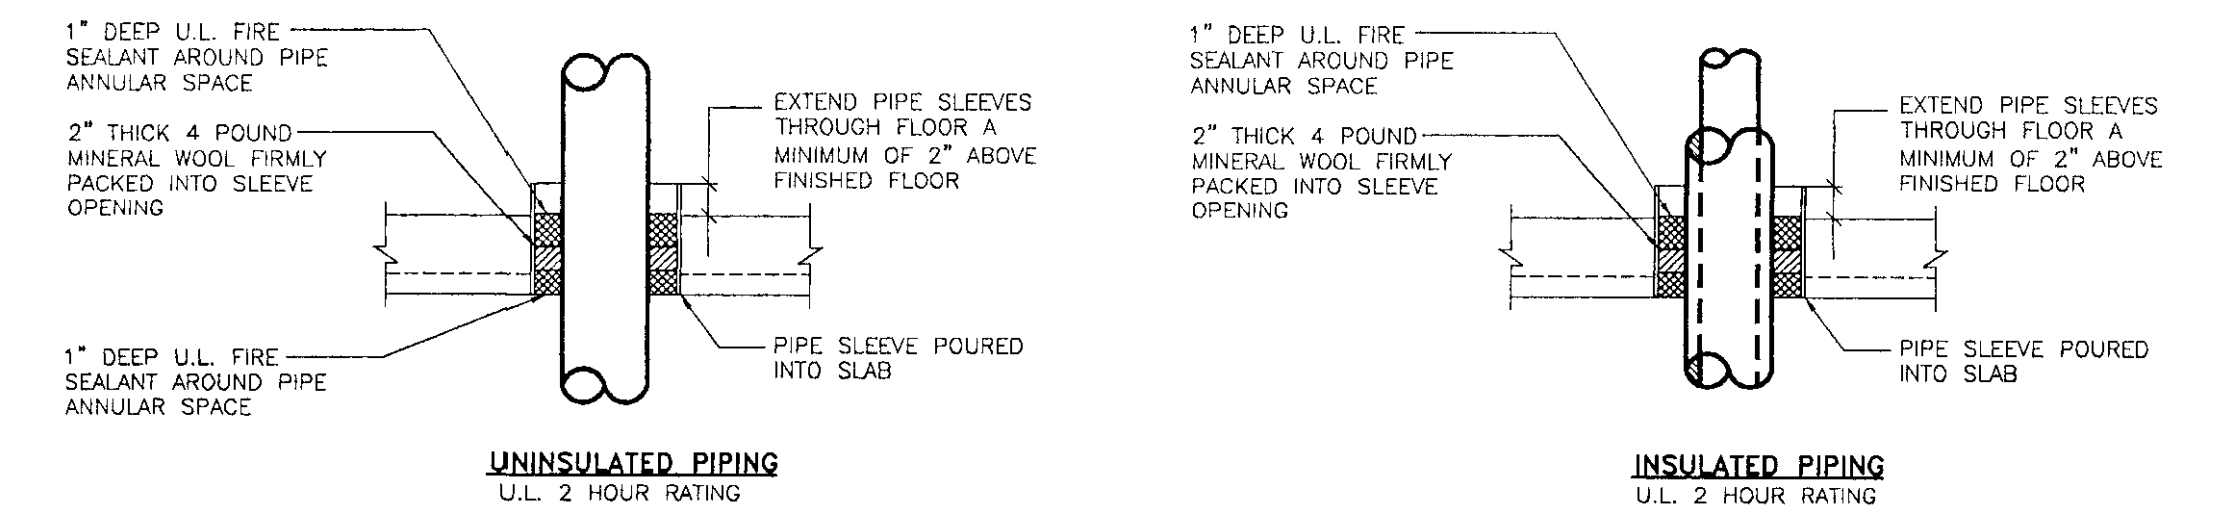 1" DEEP U.L. FIRE
SEALANT AROUND PIPE
ANNULAR SPACE
2" THICK 4 POUND
MINERAL WOOL FIRMLY
PACKED INTO SLEEVE
OPENING
1" DEEP U.L. FIRE
SEALANT AROUND PIPE
ANNULAR SPACE
EXTEND PIPE SLEEVES
THROUGH FLOOR A
MINIMUM OF 2" ABOVE
FINISHED FLOOR
PIPE SLEEVE POURED
INTO SLAB
UNINSULATED PIPING
U.L. 2 HOUR RATING
1" DEEP U.L. FIRE
SEALANT AROUND PIPE
ANNULAR SPACE
2" THICK 4 POUND
MINERAL WOOL FIRMLY
PACKED INTO SLEEVE
OPENING
EXTEND PIPE SLEEVES
THROUGH FLOOR A
MINIMUM OF 2" ABOVE
FINISHED FLOOR
PIPE SLEEVE POURED
INTO SLAB
INSULATED PIPING
U.L. 2 HOUR RATING